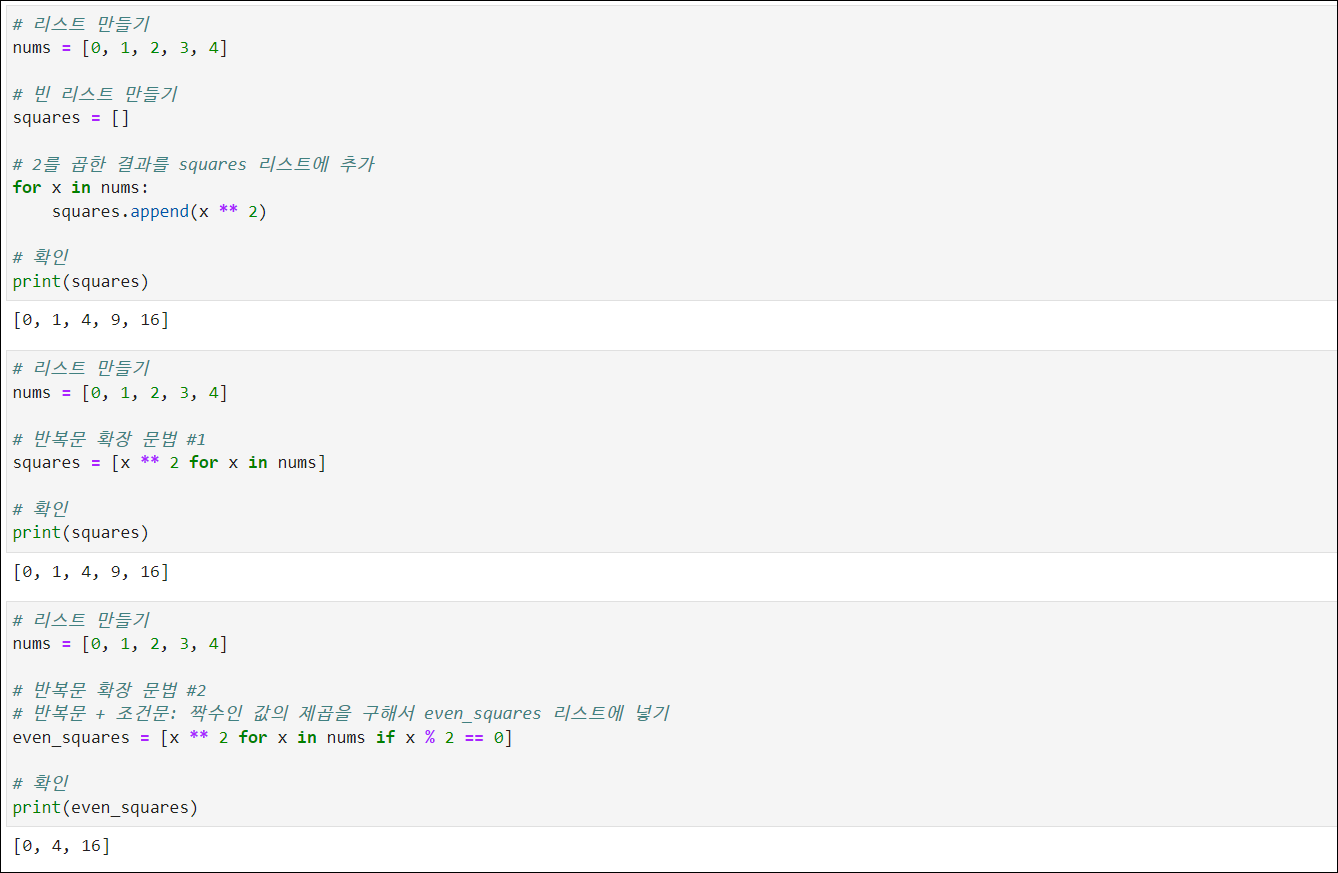 # 리스트 만들기
nums = [0, 1, 2, 3, 4]
# 빈 리스트 만들기
squares = []
# 2를 곱한 결과를 squares 리스트에 추가
for x in nums:
    squares.append(x ** 2)
# 확인
print(squares)
[0, 1, 4, 9, 16]
# 리스트 만들기
nums = [0, 1, 2, 3, 4]
# 반복문 확장 문법 #1
squares = [x ** 2 for x in nums]
# 확인
print(squares)
[0, 1, 4, 9, 16]
# 리스트 만들기
nums = [0, 1, 2, 3, 4]
# 반복문 확장 문법 #2
# 반복문 + 조건문: 짝수인 값의 제곱을 구해서 even_squares 리스트에 넣기
even_squares = [x ** 2 for x in nums if x % 2 == 0]
# 확인
print(even_squares)
[0, 4, 16]